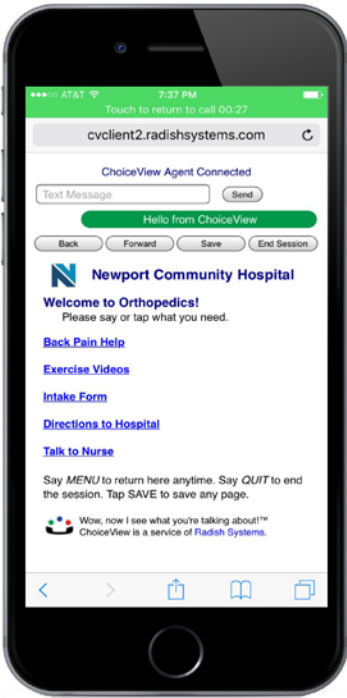 AT&T 7:37 PM
Touch to return to call 00:27
cvclient2.radishsystems.com
ChoiceView Agent Connected
Text Message Send
Hello from ChoiceView
Back Forward Save End Session
N Newport Community Hospital
Welcome to Orthopedics!
Please say or tap what you need.
Back Pain Help
Exercise Videos
Intake Form
Directions to Hospital
Talk to Nurse
Say MENU to return here anytime. Say QUIT to end
the session. Tap SAVE to save any page.
Wow, now I see what you're talking about!™
ChoiceView is a service of Radish Systems.